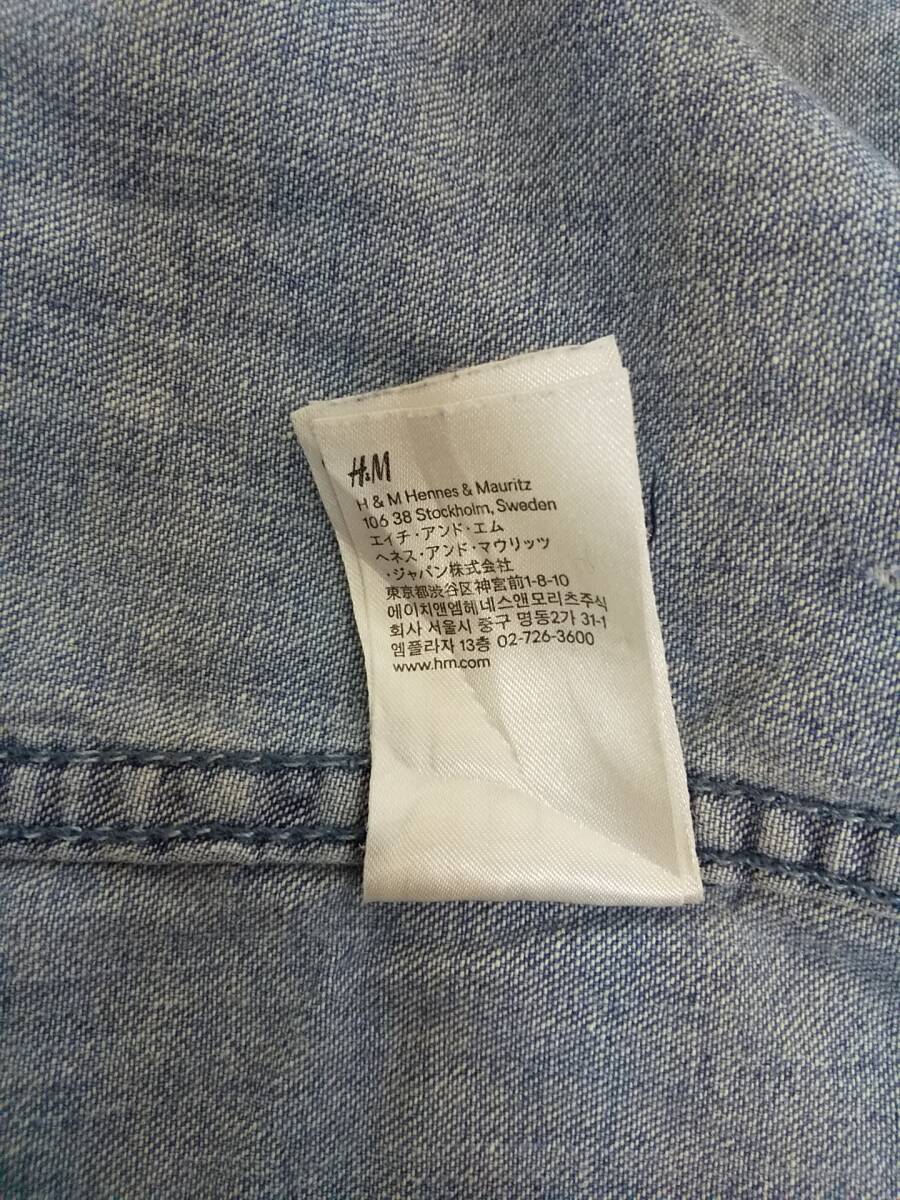 H&M
H & M Hennes & Mauritz
106 38 Stockholm, Sweden
エイチ・アンド・エム
ヘネス・アンド・マウリッツ
・ジャパン株式会社
東京都渋谷区神宮前1-8-10
에이치앤엠헤네스앤모리츠주식
회사 서울시 중구 명동2가 31-1
엠플라자 13층 02-726-3600
www.hm.com